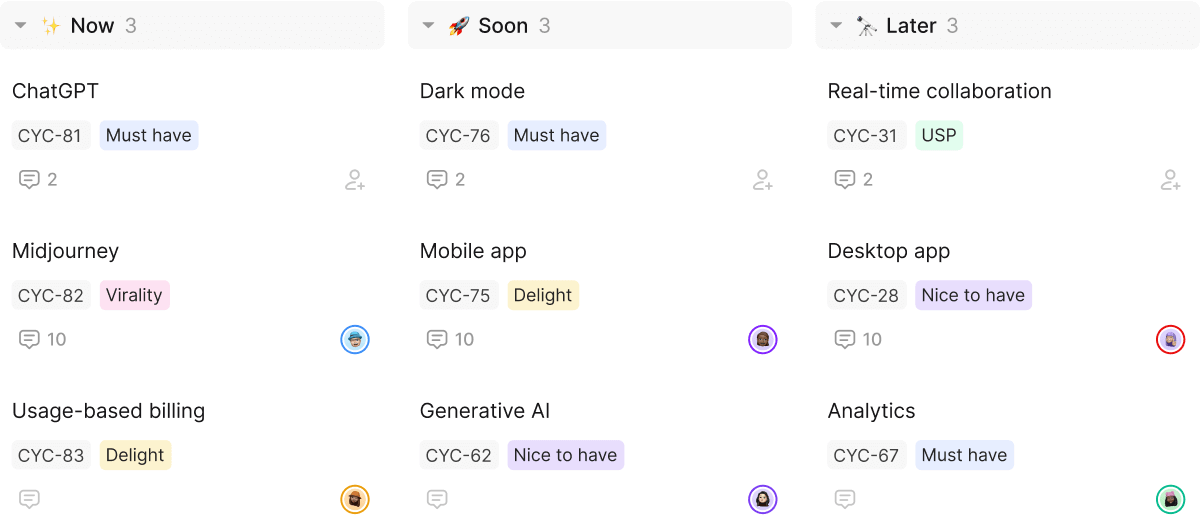 Now 3
ChatGPT
CYC-81 Must have
2
Midjourney
CYC-82 Virality
10
Usage-based billing
CYC-83 Delight
Soon 3
Dark mode
CYC-76 Must have
2
Mobile app
CYC-75 Delight
10
Generative AI
CYC-62 Nice to have
Later 3
Real-time collaboration
CYC-31 USP
2
Desktop app
CYC-28 Nice to have
10
Analytics
CYC-67 Must have